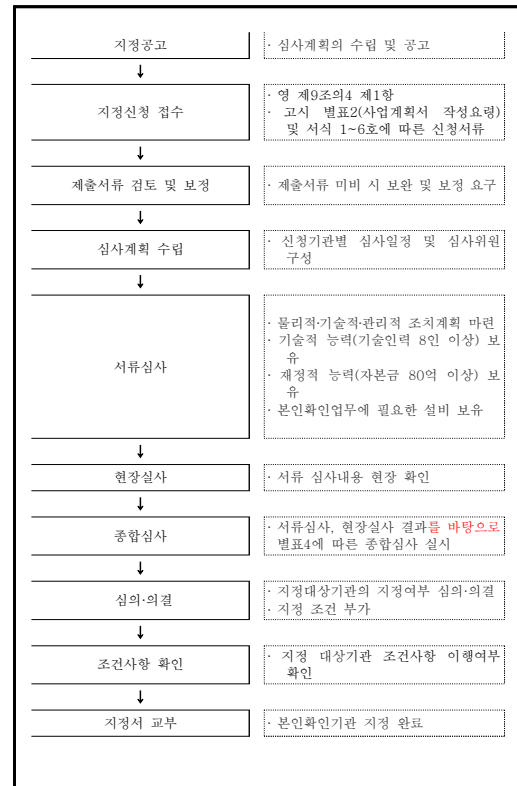 지정공고
· 심사계획의 수립 및 공고
↓
지정신청 접수
· 영 제9조의4 제1항
· 고시 별표2(사업계획서 작성요령)
및 서식 1~6호에 따른 신청서류
↓
제출서류 검토 및 보정
· 제출서류 미비 시 보완 및 보정 요구
↓
심사계획 수립
· 신청기관별 심사일정 및 심사위원
구성
↓
서류심사
· 물리적·기술적·관리적 조치계획 마련
· 기술적 능력(기술인력 8인 이상) 보
유
· 재정적 능력(자본금 80억 이상) 보
유
· 본인확인업무에 필요한 설비 보유
↓
현장실사
· 서류 심사내용 현장 확인
↓
종합심사
· 서류심사, 현장실사 결과를 바탕으로
별표4에 따른 종합심사 실시
↓
심의·의결
· 지정대상기관의 지정여부 심의·의결
· 지정 조건 부가
↓
조건사항 확인
· 지정 대상기관 조건사항 이행여부
확인
↓
지정서 교부
· 본인확인기관 지정 완료